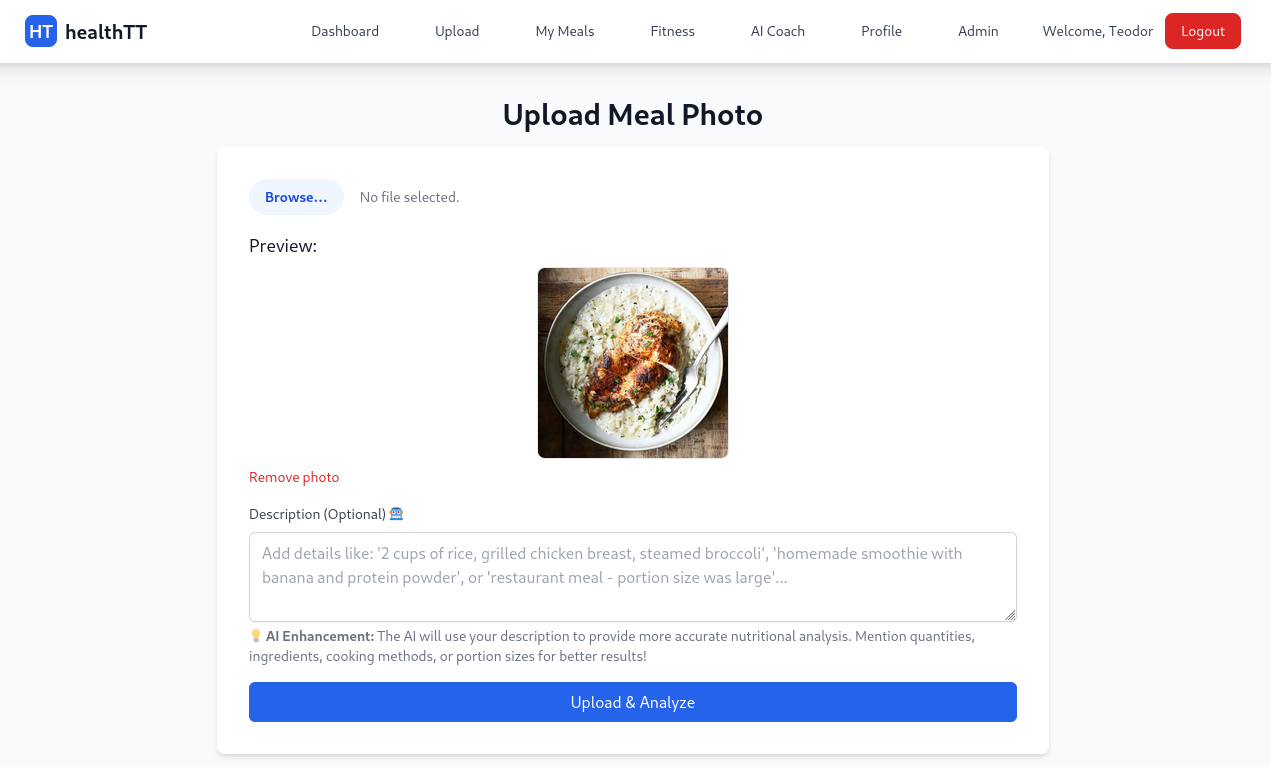 HT healthTT
Dashboard
Upload
My Meals
Fitness
AI Coach
Profile
Admin
Welcome, Teodor
Logout
Upload Meal Photo
Browse...
No file selected.
Preview:
Remove photo
Description (Optional)
Add details like: '2 cups of rice, grilled chicken breast, steamed broccoli', 'homemade smoothie with
banana and protein powder', or 'restaurant meal - portion size was large'...
AI Enhancement: The AI will use your description to provide more accurate nutritional analysis. Mention quantities,
ingredients, cooking methods, or portion sizes for better results!
Upload & Analyze